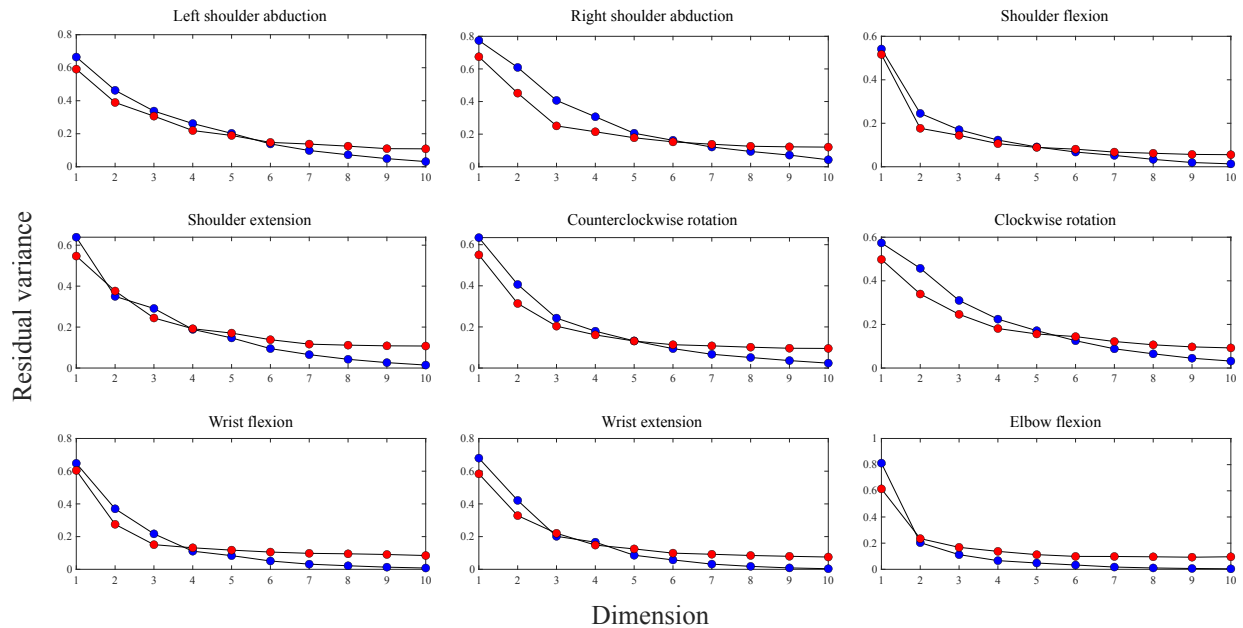 Left shoulder abduction
0.8
0.6
0.4
0.2
0
1 2 3 4 5 6 7 8 9 10
Right shoulder abduction
0.8
0.6
0.4
0.2
0
1 2 3 4 5 6 7 8 9 10
Shoulder flexion
0.6
0.4
0.2
0
1 2 3 4 5 6 7 8 9 10
Residual variance
Shoulder extension
0.6
0.4
0.2
0
1 2 3 4 5 6 7 8 9 10
Counterclockwise rotation
0.6
0.4
0.2
0
1 2 3 4 5 6 7 8 9 10
Clockwise rotation
0.6
0.4
0.2
0
1 2 3 4 5 6 7 8 9 10
Wrist flexion
0.8
0.6
0.4
0.2
0
1 2 3 4 5 6 7 8 9 10
Wrist extension
0.8
0.6
0.4
0.2
0
1 2 3 4 5 6 7 8 9 10
Elbow flexion
1
0.8
0.6
0.4
0.2
0
1 2 3 4 5 6 7 8 9 10
Dimension